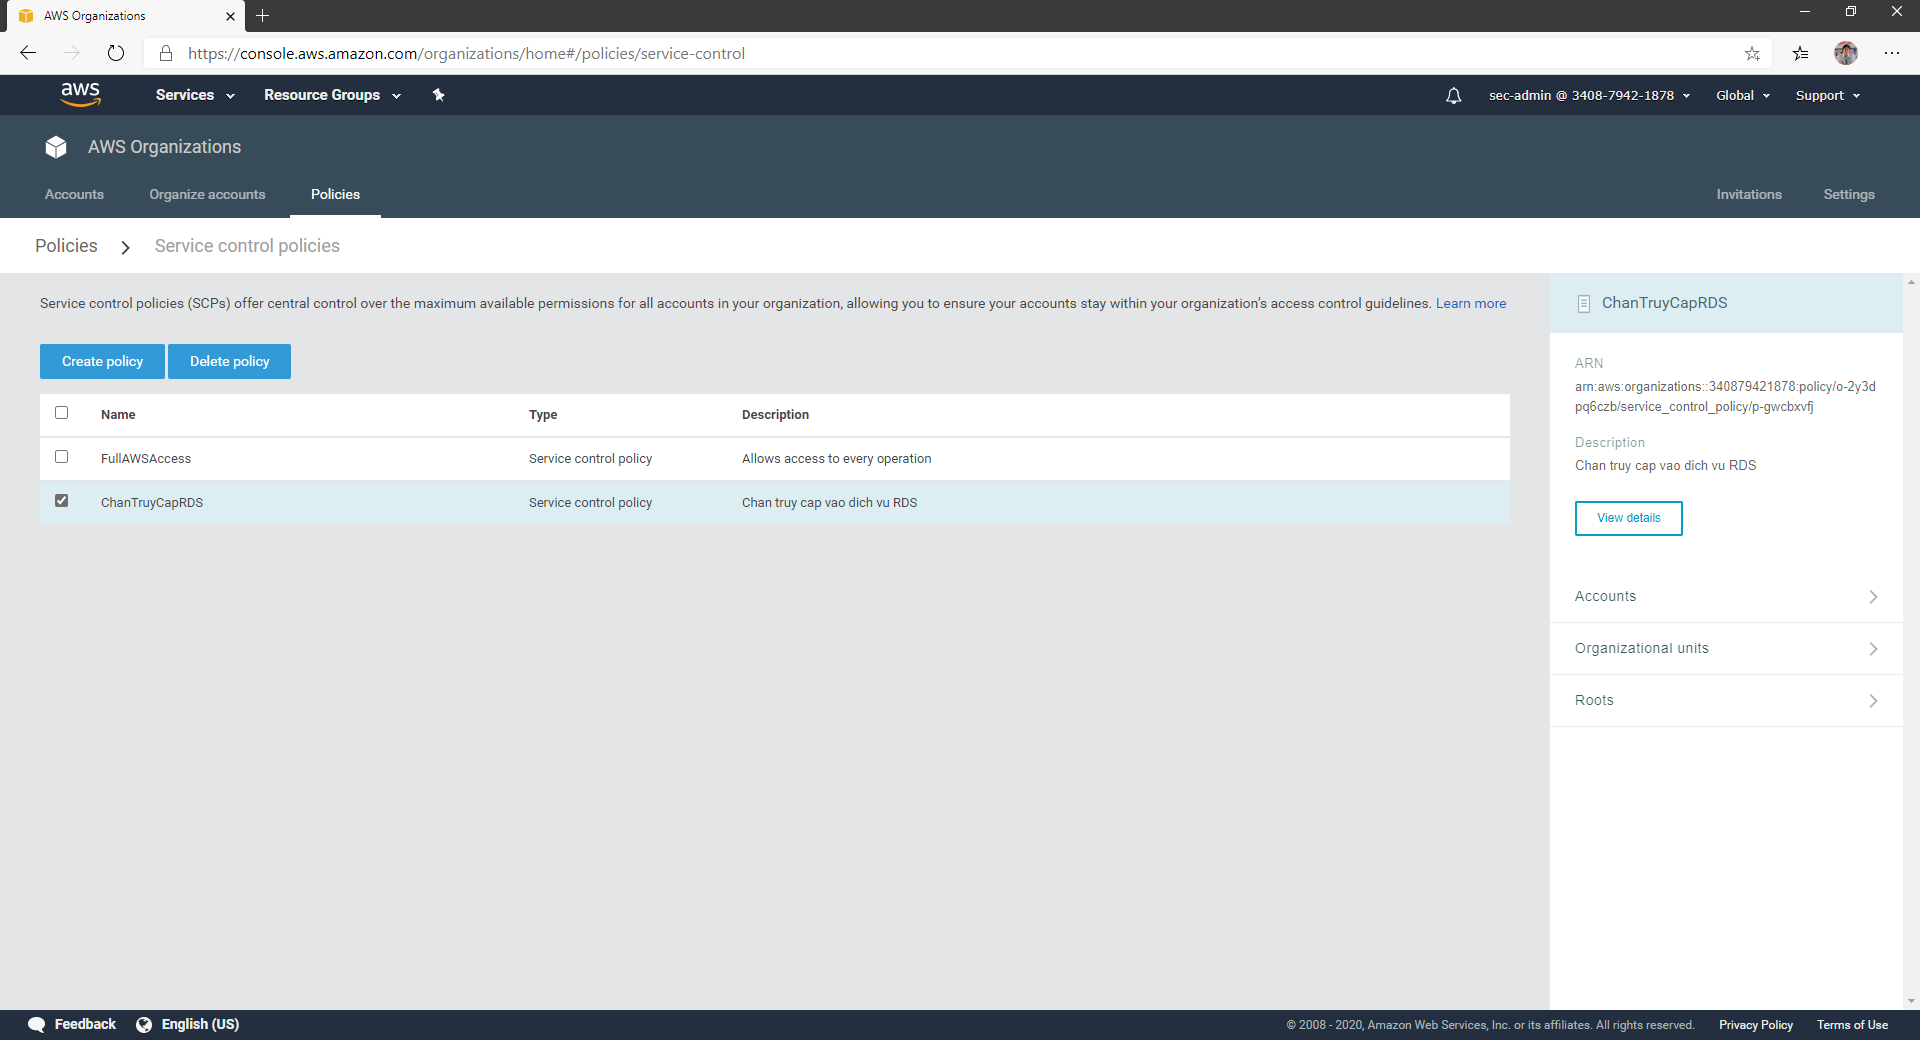 AWS Organizations
https://console.aws.amazon.com/organizations/home#/policies/service-control
aws
Services
Resource Groups
sec-admin @ 3408-7942-1878
Global
Support
AWS Organizations
Accounts
Organize accounts
Policies
Invitations
Settings
Policies
Service control policies
Service control policies (SCPs) offer central control over the maximum available permissions for all accounts in your organization, allowing you to ensure your accounts stay within your organization's access control guidelines. Learn more
Create policy
Delete policy
Name Type Description
FullAWSAccess Service control policy Allows access to every operation
ChanTruyCapRDS Service control policy Chan truy cap vao dich vu RDS
ChanTruyCapRDS
ARN
arn:aws:organizations::340879421878:policy/o-2y3d
pq6czb/service_control_policy/p-gwcbxvfj
Description
Chan truy cap vao dich vu RDS
View details
Accounts
Organizational units
Roots
Feedback
English (US)
© 2008 - 2020, Amazon Web Services, Inc. or its affiliates. All rights reserved.
Privacy Policy
Terms of Use